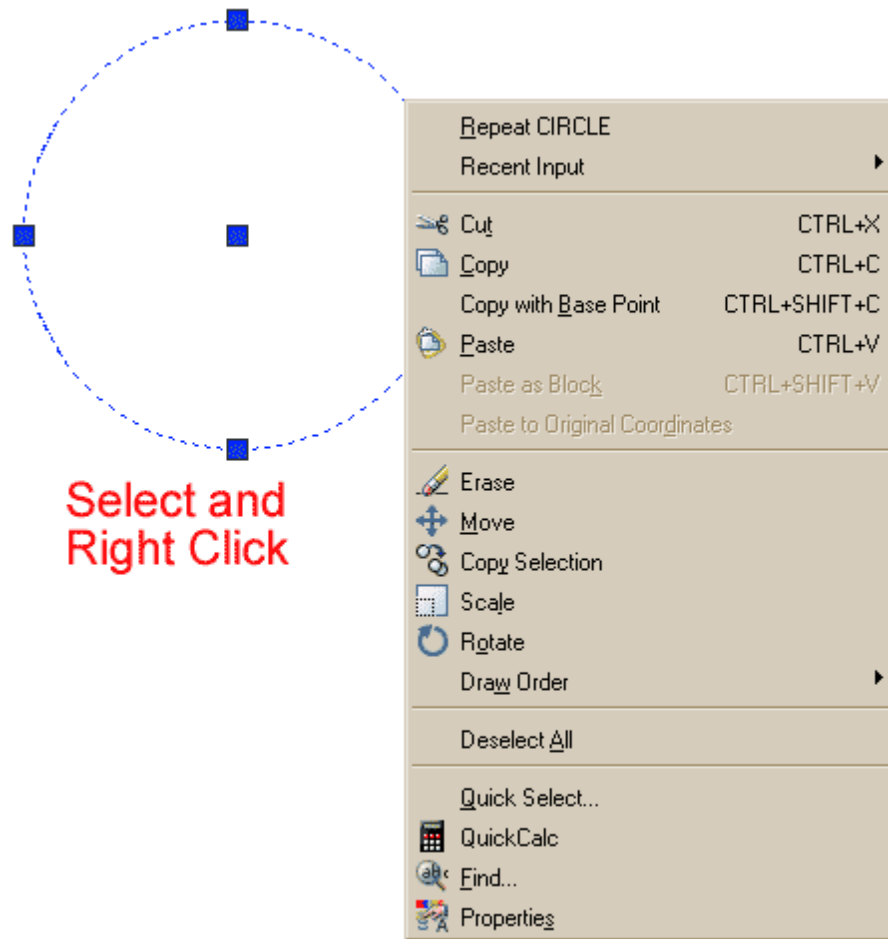 Repeat CIRCLE
Recent Input
Cut CTRL+X
Copy CTRL+C
Copy with Base Point CTRL+SHIFT+C
Paste CTRL+V
Paste as Block CTRL+SHIFT+V
Paste to Original Coordinates
Erase
Move
Copy Selection
Scale
Rotate
Draw Order
Deselect All
Quick Select...
QuickCalc
Find...
Properties
Select and
Right Click